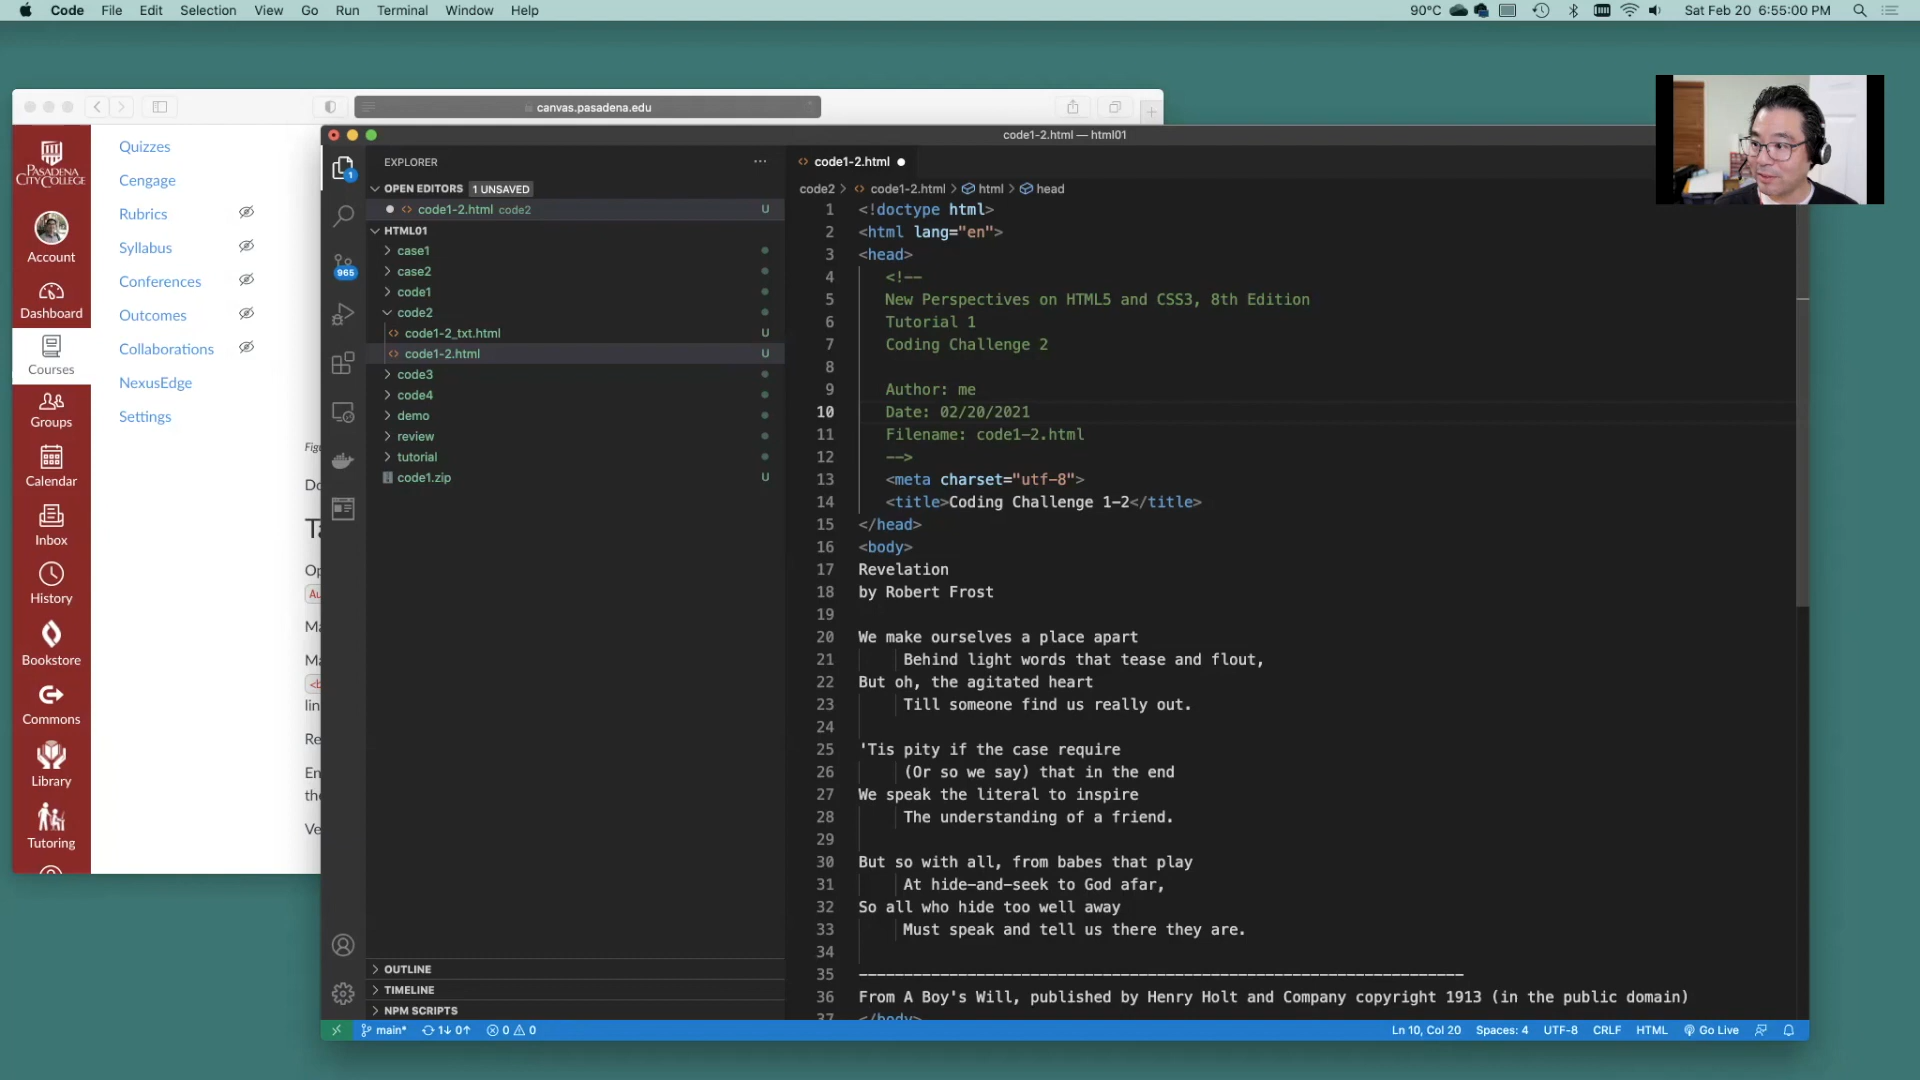 Code File Edit Selection View Go Run Terminal Window Help
90°C Sat Feb 20 6:55:00 PM
canvas.pasadena.edu
PASADENA
CITY COLLEGE
Account
Dashboard
Courses
Groups
Calendar
Inbox
History
Bookstore
Commons
Library
Tutoring
Quizzes
Cengage
Rubrics
Syllabus
Conferences
Outcomes
Collaborations
NexusEdge
Settings
code1-2.html — html01
EXPLORER
OPEN EDITORS 1 UNSAVED
code1-2.html code2 U
HTML01
case1
case2
code1
code2
code1-2_txt.html U
code1-2.html U
code3
code4
demo
review
tutorial
code1.zip U
1
965
OUTLINE
TIMELINE
NPM SCRIPTS
code1-2.html
code2 > code1-2.html > html > head
1 <!doctype html>
2 <html lang="en">
3 <head>
4 <!--
5 New Perspectives on HTML5 and CSS3, 8th Edition
6 Tutorial 1
7 Coding Challenge 2
8
9 Author: me
10 Date: 02/20/2021
11 Filename: code1-2.html
12 -->
13 <meta charset="utf-8">
14 <title>Coding Challenge 1-2</title>
15 </head>
16 <body>
17 Revelation
18 by Robert Frost
19
20 We make ourselves a place apart
21 Behind light words that tease and flout,
22 But oh, the agitated heart
23 Till someone find us really out.
24
25 'Tis pity if the case require
26 (Or so we say) that in the end
27 We speak the literal to inspire
28 The understanding of a friend.
29
30 But so with all, from babes that play
31 At hide-and-seek to God afar,
32 So all who hide too well away
33 Must speak and tell us there they are.
34
35 -------------------------------------------------------------------
36 From A Boy's Will, published by Henry Holt and Company copyright 1913 (in the public domain)
37 </body>
main* 1↓ 0↑ 0 0
Ln 10, Col 20 Spaces: 4 UTF-8 CRLF HTML Go Live